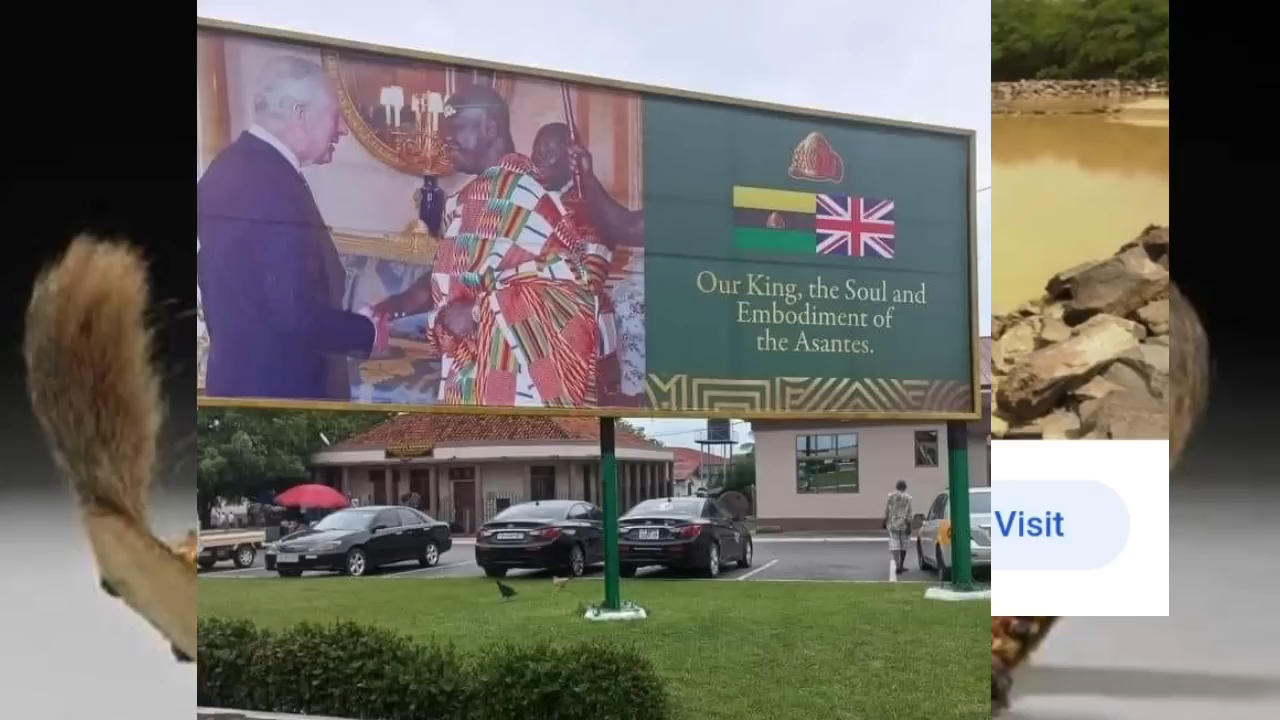 Our King, the Soul and
Embodiment of
the Asantes.
Visit